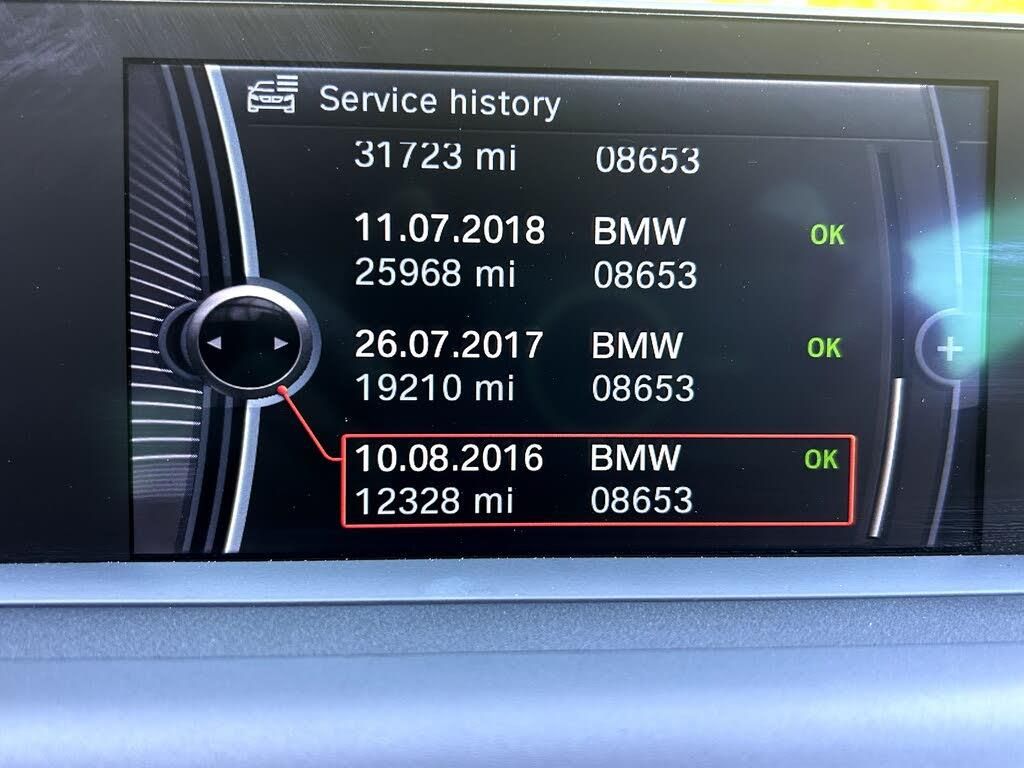 Service history
31723 mi 08653
11.07.2018 BMW OK
25968 mi 08653
26.07.2017 BMW OK
19210 mi 08653
10.08.2016 BMW OK
12328 mi 08653